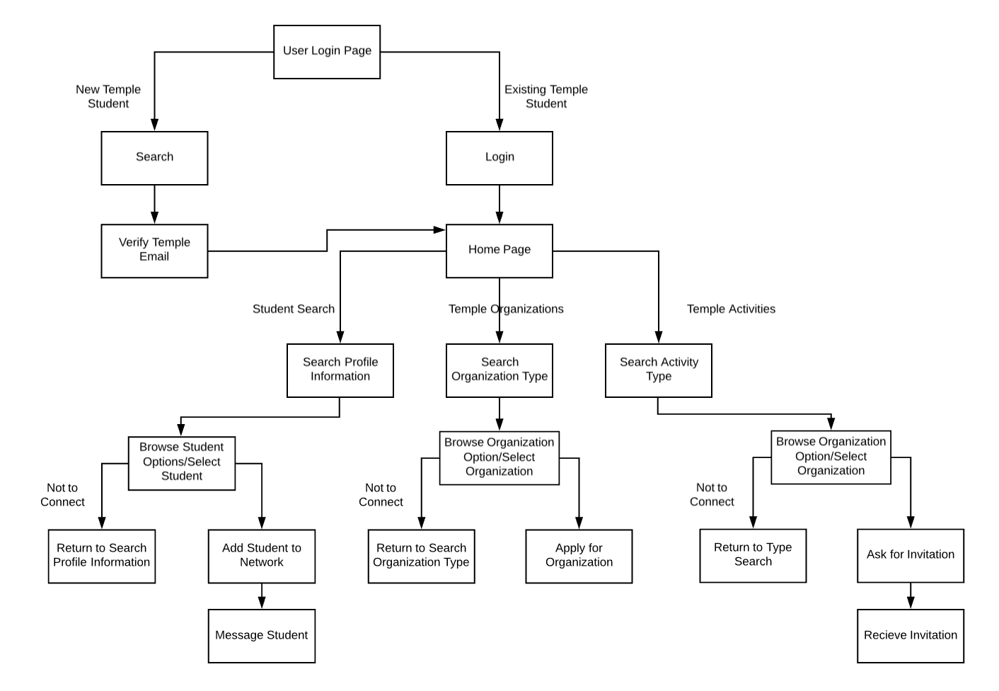 User Login Page
New Temple
Student
Existing Temple
Student
Search
Login
Verify Temple
Email
Home Page
Student Search
Temple Organizations
Temple Activities
Search Profile
Information
Search
Organization Type
Search Activity
Type
Browse Student
Options/Select
Student
Browse Organization
Option/Select
Organization
Browse Organization
Option/Select
Organization
Not to
Connect
Not to
Connect
Not to
Connect
Return to Search
Profile Information
Add Student to
Network
Return to Search
Organization Type
Apply for
Organization
Return to Type
Search
Ask for Invitation
Message Student
Recieve Invitation